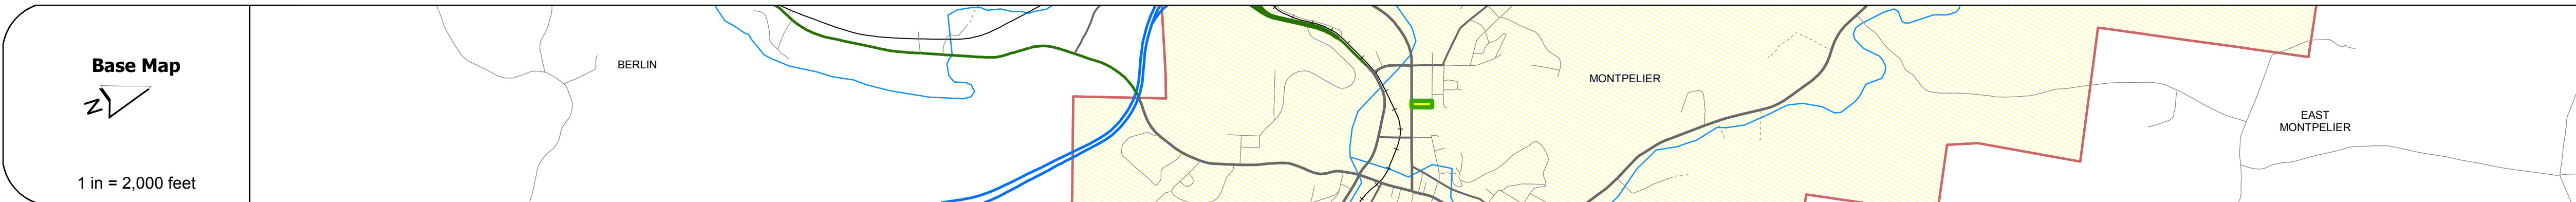 Base Map
N
1 in = 2,000 feet
BERLIN
MONTPELIER
EAST
MONTPELIER